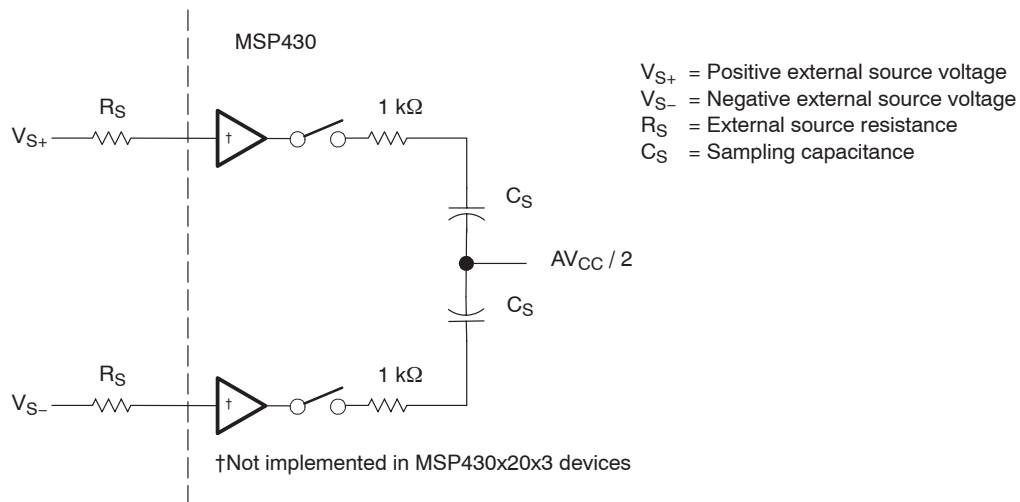 MSP430
V_S+ = Positive external source voltage
V_S– = Negative external source voltage
R_S = External source resistance
C_S = Sampling capacitance
R_S
1 kΩ
V_S+
†
C_S
AV_CC / 2
C_S
R_S
1 kΩ
V_S–
†
†Not implemented in MSP430x20x3 devices